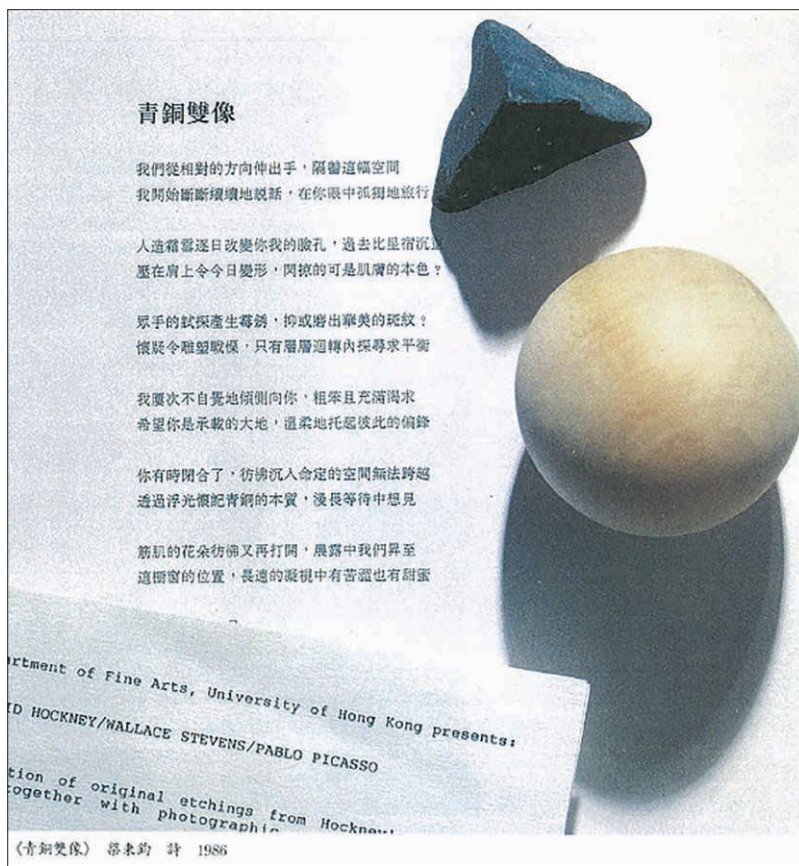 青銅雙像
我們從相對的方向伸出手，隔着這幅空間
我開始斷斷續續地說話，在你眼中孤獨地旅行
人造霜雪逐日改變你我的臉孔，過去比星宿沉
壓在肩上令今日變形，閃掠的可是肌膚的本色？
眾手的試探產生霉銹，抑或磨出華美的斑紋？
懷疑令雕塑戰慄，只有層層迴轉內探尋求平衡
我屢次不自覺地傾側向你，粗笨且充滿渴求
希望你是承載的大地，溫柔地托起彼此的偏鋒
你有時閉合了，彷彿沉入命定的空間無法跨越
透過浮光懷記青銅的本質，漫長等待中想見
筋肌的花朵彷彿又再打開，晨露中我們昇至
這櫥窗的位置，長遠的凝視中有苦澀也有甜蜜
artment of Fine Arts, University of Hong Kong presents:
ID HOCKNEY/WALLACE STEVENS/PABLO PICASSO
tion of original etchings from Hockney'
together with photographic
《青銅雙像》 梁東鈞 詩 1986